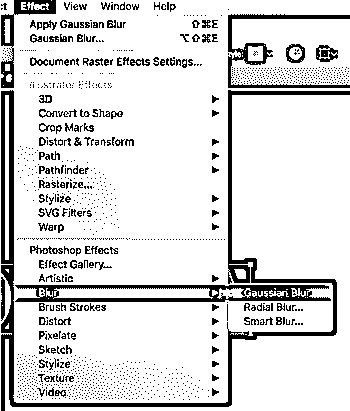 ct Effect View Window Help
Apply Gaussian Blur ⇧⌘E
Gaussian Blur... ⌥⇧⌘E
Document Raster Effects Settings...
Illustrator Effects
3D
Convert to Shape
Crop Marks
Distort & Transform
Path
Pathfinder
Rasterize...
Stylize
SVG Filters
Warp
Photoshop Effects
Effect Gallery...
Artistic
Blur
Gaussian Blur...
Brush Strokes
Radial Blur...
Distort
Smart Blur...
Pixelate
Sketch
Stylize
Texture
Video